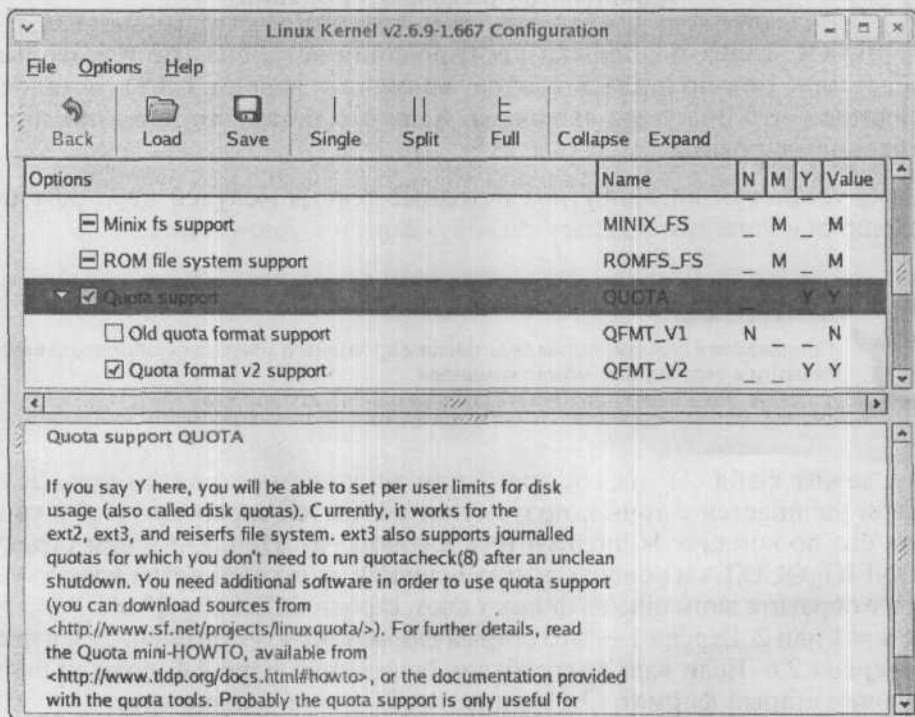 Linux Kernel v2.6.9-1.667 Configuration
File Options Help
Back Load Save Single Split Full Collapse Expand
Options Name N M Y Value
Minix fs support MINIX_FS _ M _ M
ROM file system support ROMFS_FS _ M _ M
Quota support QUOTA Y Y
Old quota format support QFMT_V1 N _ _ N
Quota format v2 support QFMT_V2 _ _ Y Y
Quota support QUOTA
If you say Y here, you will be able to set per user limits for disk
usage (also called disk quotas). Currently, it works for the
ext2, ext3, and reiserfs file system. ext3 also supports journalled
quotas for which you don't need to run quotacheck(8) after an unclean
shutdown. You need additional software in order to use quota support
(you can download sources from
<http://www.sf.net/projects/linuxquota/>). For further details, read
the Quota mini-HOWTO, available from
<http://www.tldp.org/docs.html#howto>, or the documentation provided
with the quota tools. Probably the quota support is only useful for